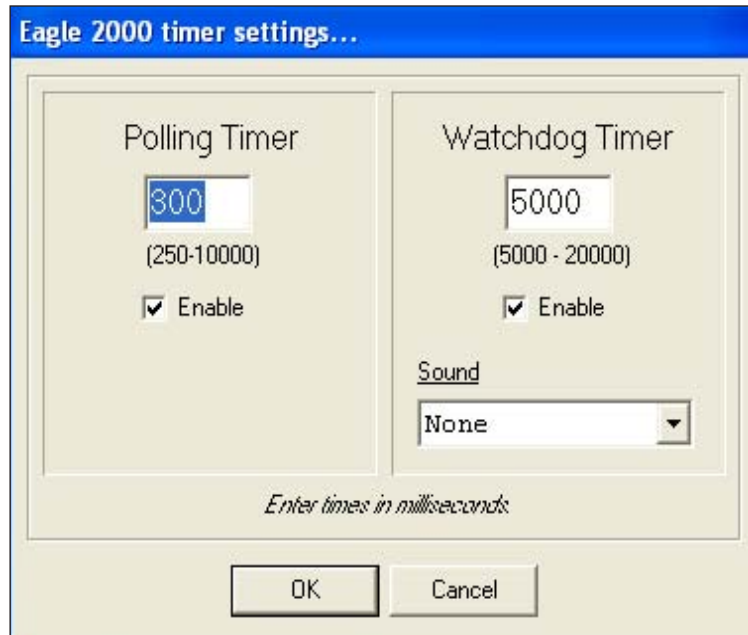 Eagle 2000 timer settings...
Polling Timer
300
(250-10000)
Enable
Watchdog Timer
5000
(5000 - 20000)
Enable
Sound
None
Enter times in milliseconds.
OK
Cancel